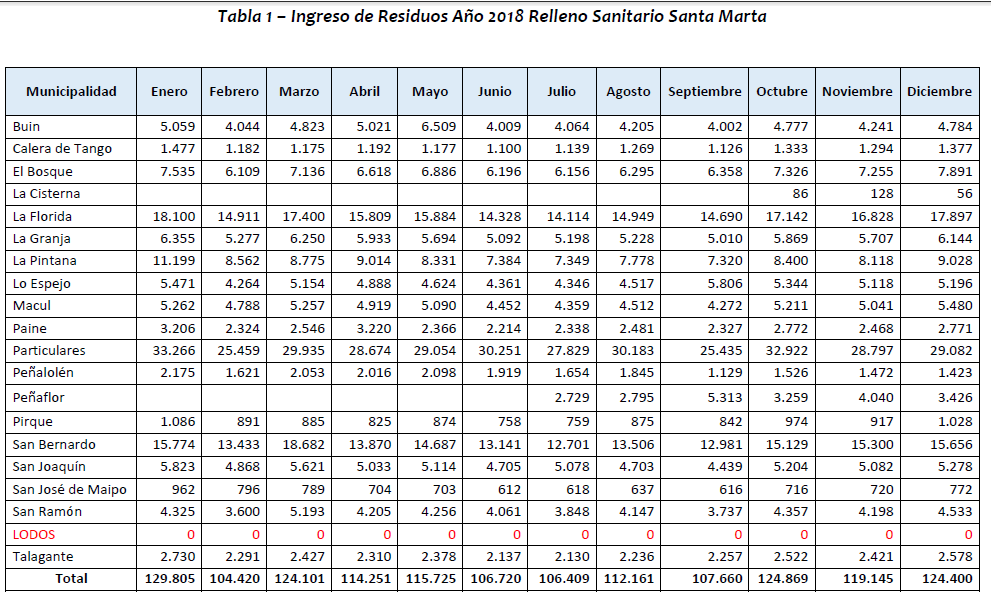 Tabla 1 – Ingreso de Residuos Año 2018 Relleno Sanitario Santa Marta
Municipalidad Enero Febrero Marzo Abril Mayo Junio Julio Agosto Septiembre Octubre Noviembre Diciembre
Buin 5.059 4.044 4.823 5.021 6.509 4.009 4.064 4.205 4.002 4.777 4.241 4.784
Calera de Tango 1.477 1.182 1.175 1.192 1.177 1.100 1.139 1.269 1.126 1.333 1.294 1.377
El Bosque 7.535 6.109 7.136 6.618 6.886 6.196 6.156 6.295 6.358 7.326 7.255 7.891
La Cisterna 86 128 56
La Florida 18.100 14.911 17.400 15.809 15.884 14.328 14.114 14.949 14.690 17.142 16.828 17.897
La Granja 6.355 5.277 6.250 5.933 5.694 5.092 5.198 5.228 5.010 5.869 5.707 6.144
La Pintana 11.199 8.562 8.775 9.014 8.331 7.384 7.349 7.778 7.320 8.400 8.118 9.028
Lo Espejo 5.471 4.264 5.154 4.888 4.624 4.361 4.346 4.517 5.806 5.344 5.118 5.196
Macul 5.262 4.788 5.257 4.919 5.090 4.452 4.359 4.512 4.272 5.211 5.041 5.480
Paine 3.206 2.324 2.546 3.220 2.366 2.214 2.338 2.481 2.327 2.772 2.468 2.771
Particulares 33.266 25.459 29.935 28.674 29.054 30.251 27.829 30.183 25.435 32.922 28.797 29.082
Peñalolén 2.175 1.621 2.053 2.016 2.098 1.919 1.654 1.845 1.129 1.526 1.472 1.423
Peñaflor 2.729 2.795 5.313 3.259 4.040 3.426
Pirque 1.086 891 885 825 874 758 759 875 842 974 917 1.028
San Bernardo 15.774 13.433 18.682 13.870 14.687 13.141 12.701 13.506 12.981 15.129 15.300 15.656
San Joaquín 5.823 4.868 5.621 5.033 5.114 4.705 5.078 4.703 4.439 5.204 5.082 5.278
San José de Maipo 962 796 789 704 703 612 618 637 616 716 720 772
San Ramón 4.325 3.600 5.193 4.205 4.256 4.061 3.848 4.147 3.737 4.357 4.198 4.533
LODOS 0 0 0 0 0 0 0 0 0 0 0 0
Talagante 2.730 2.291 2.427 2.310 2.378 2.137 2.130 2.236 2.257 2.522 2.421 2.578
Total 129.805 104.420 124.101 114.251 115.725 106.720 106.409 112.161 107.660 124.869 119.145 124.400